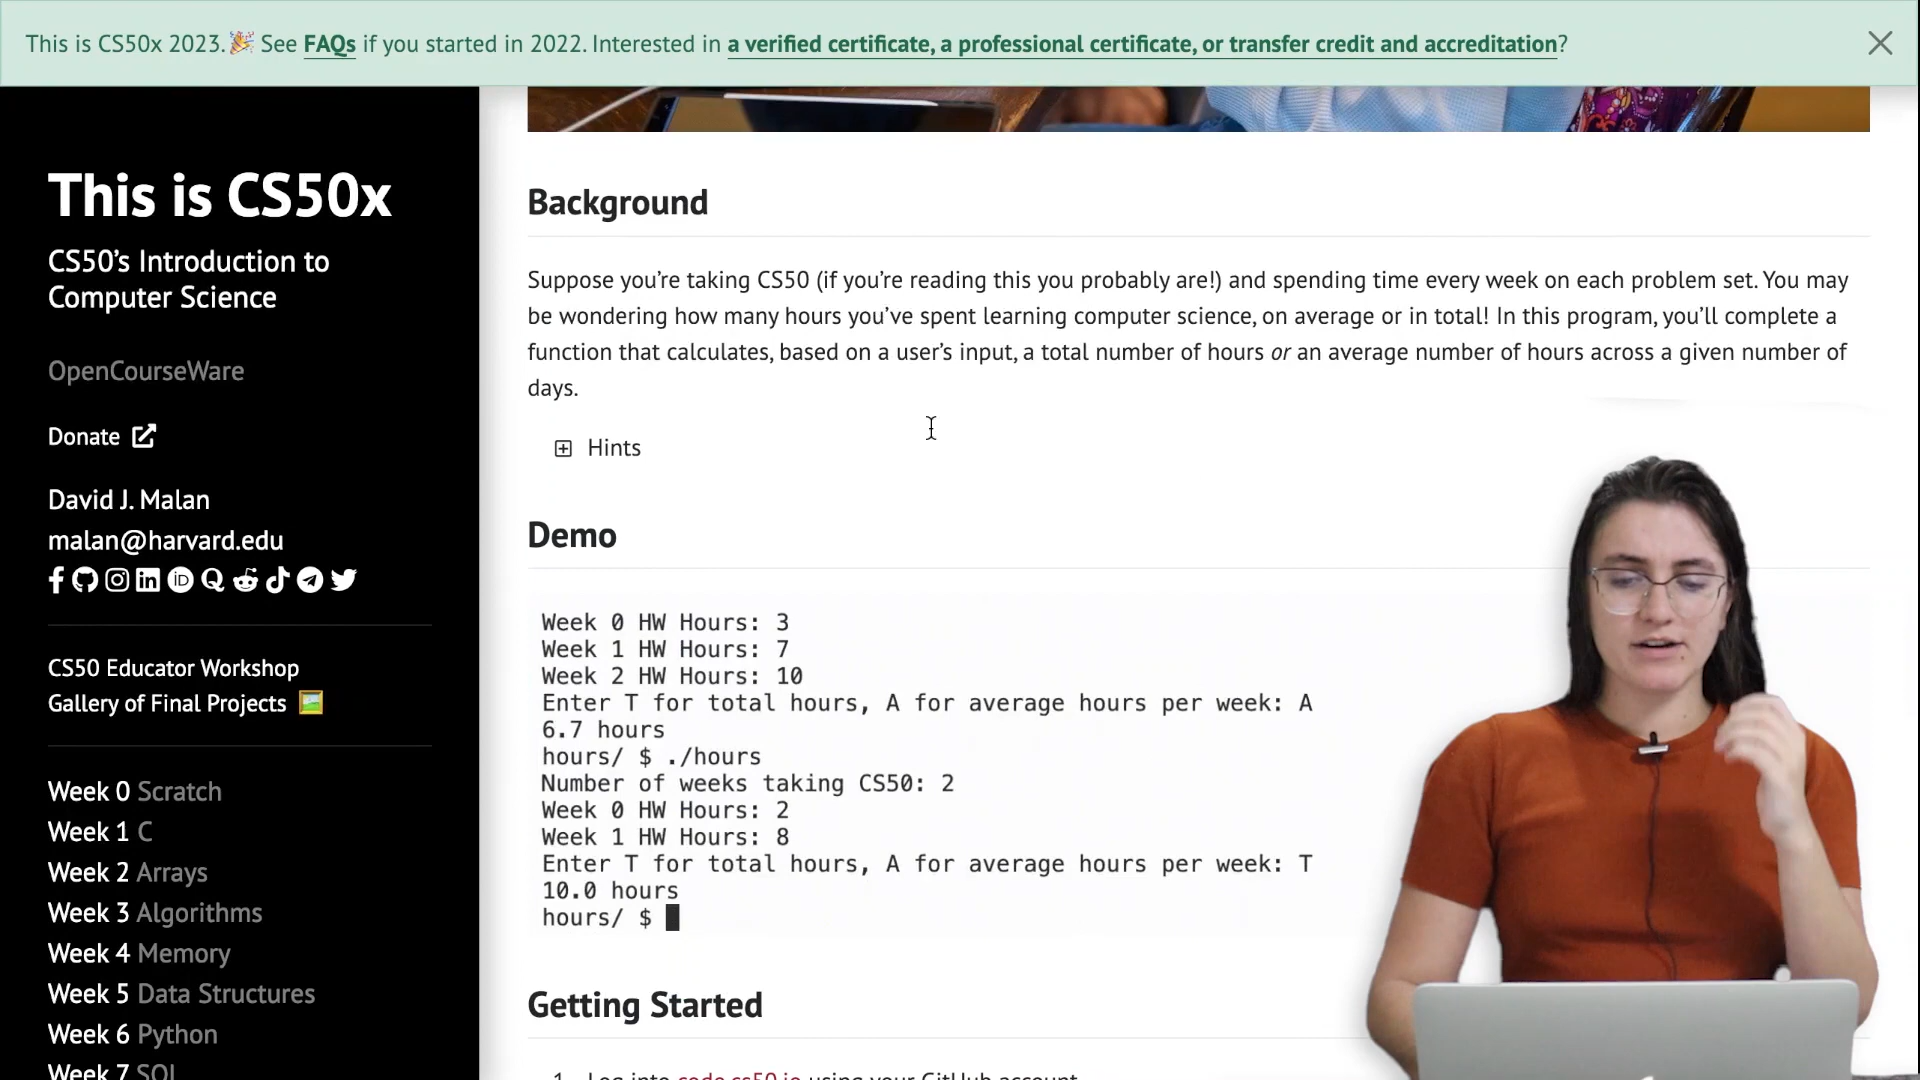 This is CS50x 2023.🎉 See FAQs if you started in 2022. Interested in a verified certificate, a professional certificate, or transfer credit and accreditation?
This is CS50x
CS50’s Introduction to
Computer Science
OpenCourseWare
Donate
David J. Malan
malan@harvard.edu
CS50 Educator Workshop
Gallery of Final Projects
Week 0 Scratch
Week 1 C
Week 2 Arrays
Week 3 Algorithms
Week 4 Memory
Week 5 Data Structures
Week 6 Python
Week 7 SQL
Background
Suppose you’re taking CS50 (if you’re reading this you probably are!) and spending time every week on each problem set. You may
be wondering how many hours you’ve spent learning computer science, on average or in total! In this program, you’ll complete a
function that calculates, based on a user’s input, a total number of hours or an average number of hours across a given number of
days.
Hints
Demo
Week 0 HW Hours: 3
Week 1 HW Hours: 7
Week 2 HW Hours: 10
Enter T for total hours, A for average hours per week: A
6.7 hours
hours/ $ ./hours
Number of weeks taking CS50: 2
Week 0 HW Hours: 2
Week 1 HW Hours: 8
Enter T for total hours, A for average hours per week: T
10.0 hours
hours/ $
Getting Started
1. Log into code.cs50.io using your GitHub account